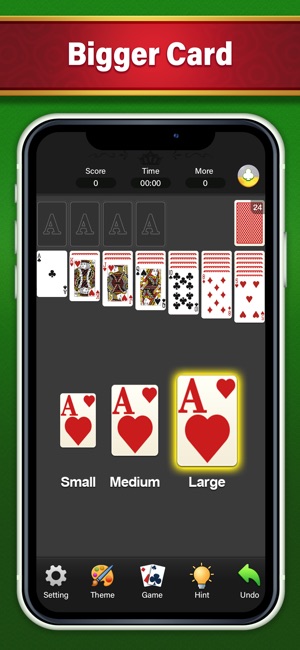 Bigger Card
Score Time More
0 00:00 0
A A A A 24
A
A A A
Small Medium Large
Setting Theme Game Hint Undo